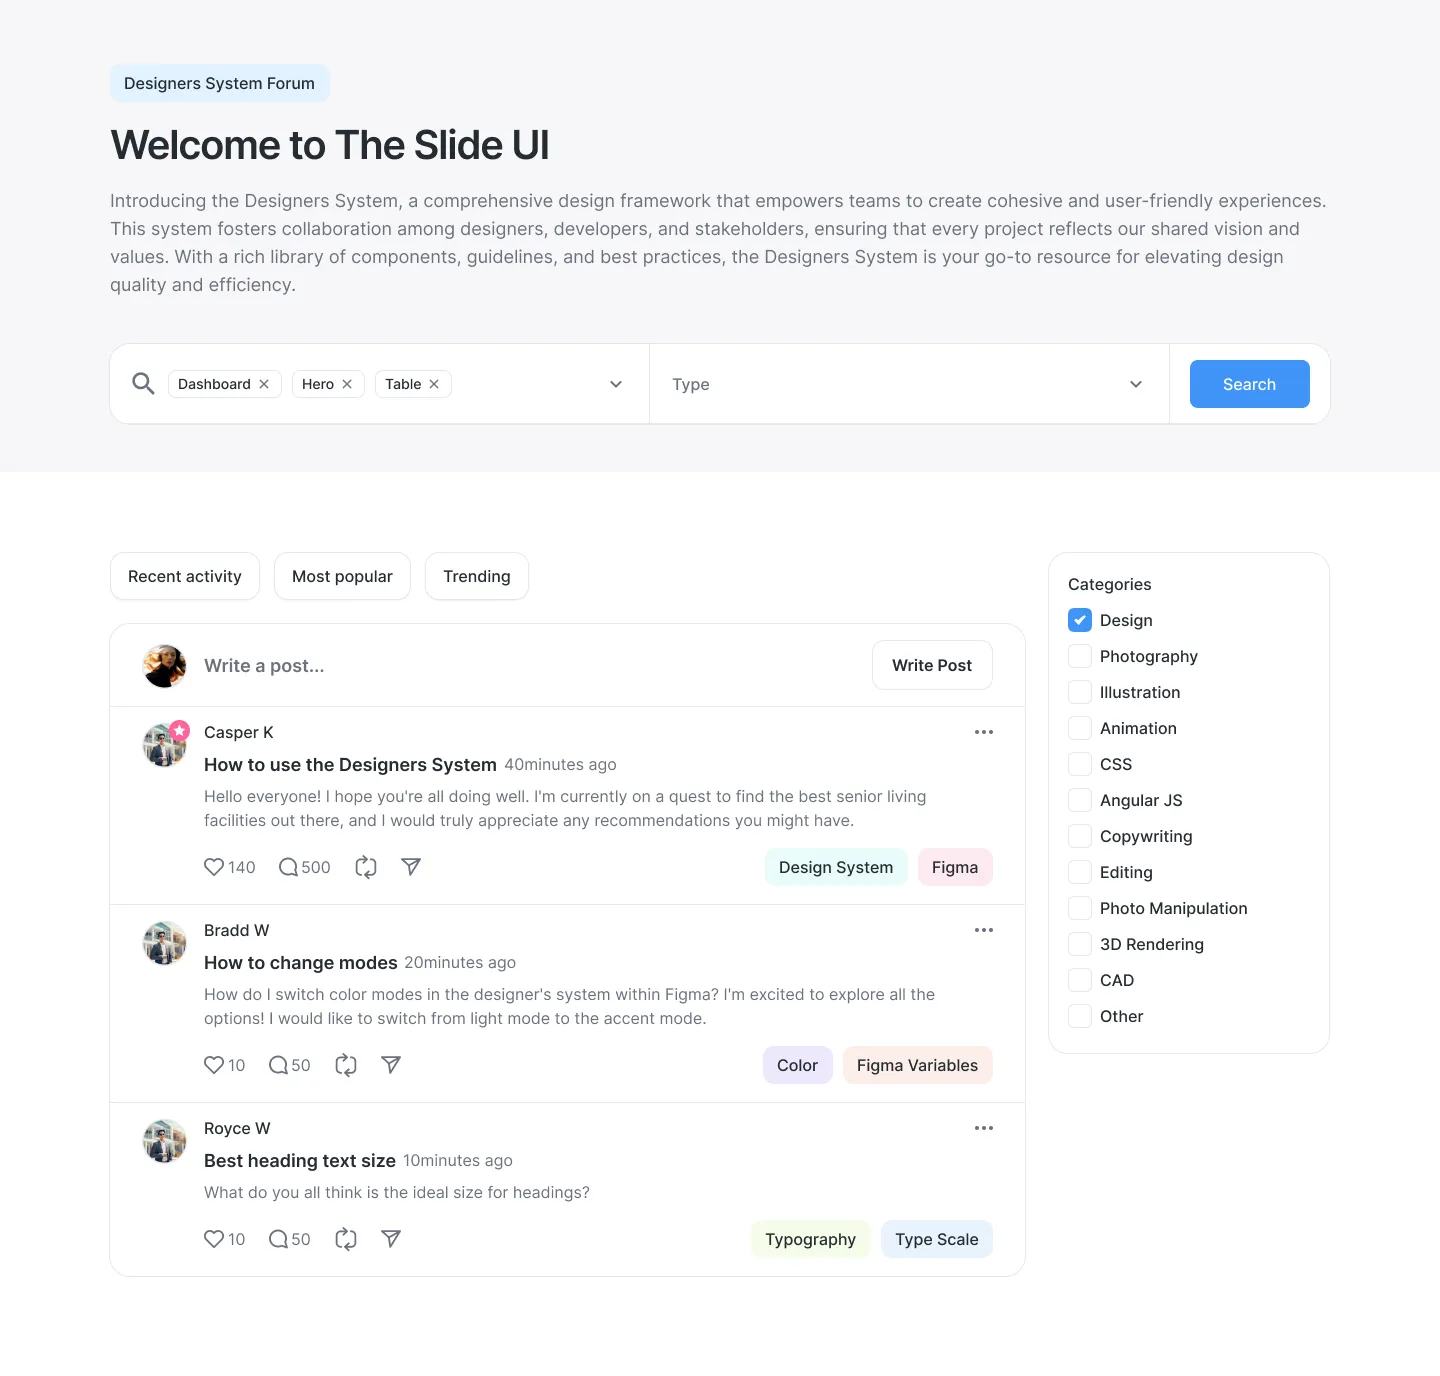 Designers System Forum
Welcome to The Slide UI
Introducing the Designers System, a comprehensive design framework that empowers teams to create cohesive and user-friendly experiences.
This system fosters collaboration among designers, developers, and stakeholders, ensuring that every project reflects our shared vision and
values. With a rich library of components, guidelines, and best practices, the Designers System is your go-to resource for elevating design
quality and efficiency.
Dashboard Hero Table Type Search
Recent activity Most popular Trending
Write a post... Write Post
Casper K
How to use the Designers System 40minutes ago
Hello everyone! I hope you're all doing well. I'm currently on a quest to find the best senior living
facilities out there, and I would truly appreciate any recommendations you might have.
140 500 Design System Figma
Bradd W
How to change modes 20minutes ago
How do I switch color modes in the designer's system within Figma? I'm excited to explore all the
options! I would like to switch from light mode to the accent mode.
10 50 Color Figma Variables
Royce W
Best heading text size 10minutes ago
What do you all think is the ideal size for headings?
10 50 Typography Type Scale
Categories
Design
Photography
Illustration
Animation
CSS
Angular JS
Copywriting
Editing
Photo Manipulation
3D Rendering
CAD
Other